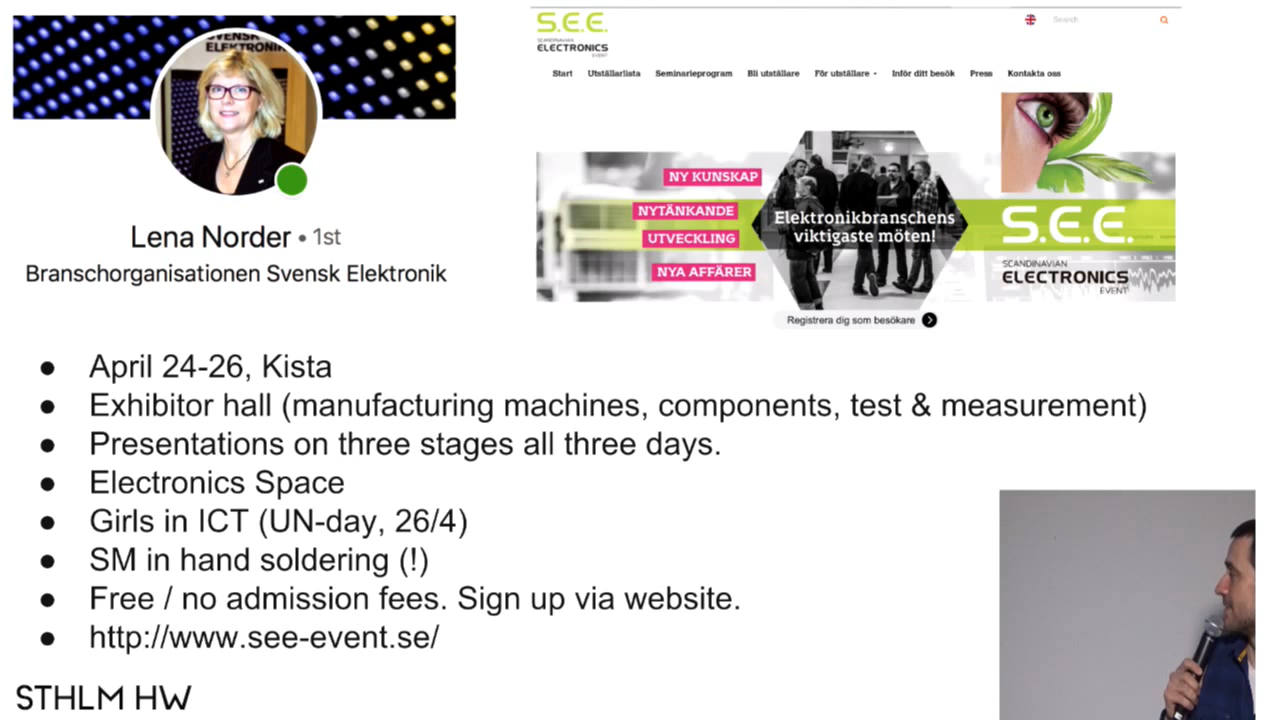 SVENSK
ELEKTRONIK
Lena Norder • 1st
Branschorganisationen Svensk Elektronik
S.E.E.
SCANDINAVIAN
ELECTRONICS
EVENT
Search
Start Utställarlista Seminarieprogram Bli utställare För utställare Inför ditt besök Press Kontakta oss
NY KUNSKAP
NYTÄNKANDE
UTVECKLING
NYA AFFÄRER
Elektronikbranschens
viktigaste möten!
S.E.E.
SCANDINAVIAN
ELECTRONICS
EVENT
Registrera dig som besökare
● April 24-26, Kista
● Exhibitor hall (manufacturing machines, components, test & measurement)
● Presentations on three stages all three days.
● Electronics Space
● Girls in ICT (UN-day, 26/4)
● SM in hand soldering (!)
● Free / no admission fees. Sign up via website.
● http://www.see-event.se/
STHLM HW